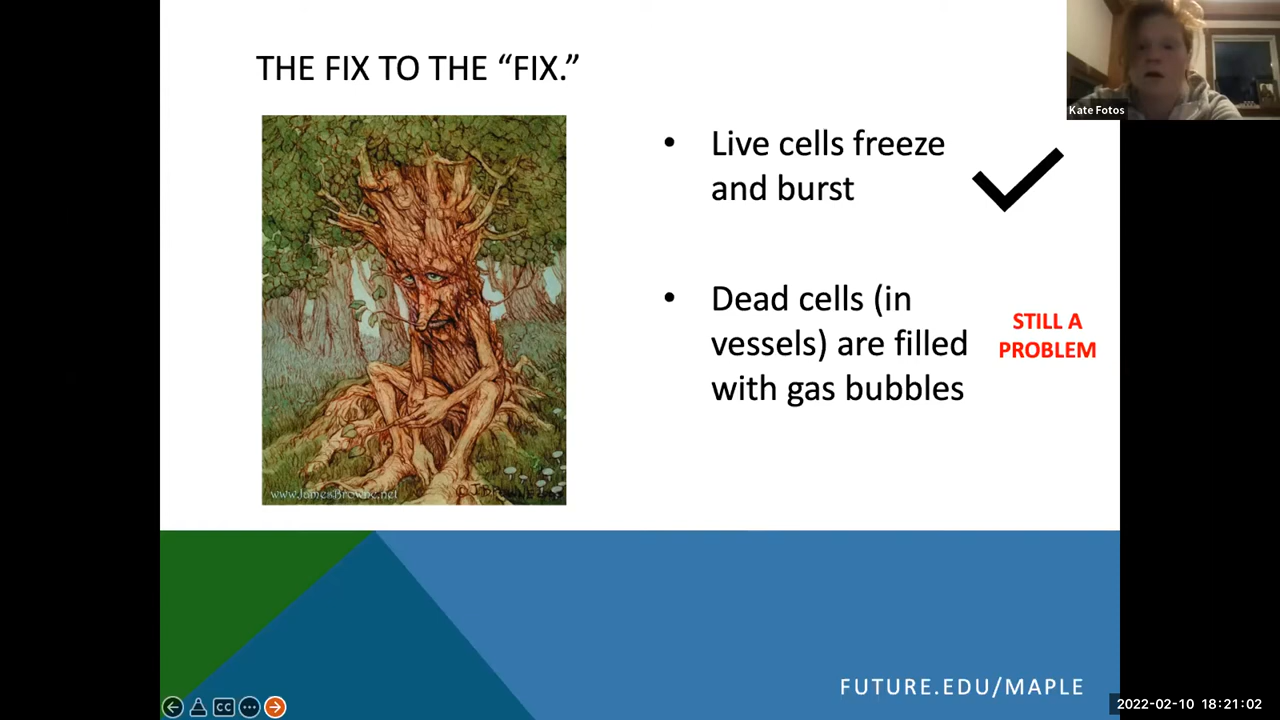 THE FIX TO THE “FIX.”
Kate Fotos
• Live cells freeze
and burst
• Dead cells (in
vessels) are filled
with gas bubbles
STILL A
PROBLEM
www.JamesBrowne.net
FUTURE.EDU/MAPLE
CC
2022-02-10 18:21:02